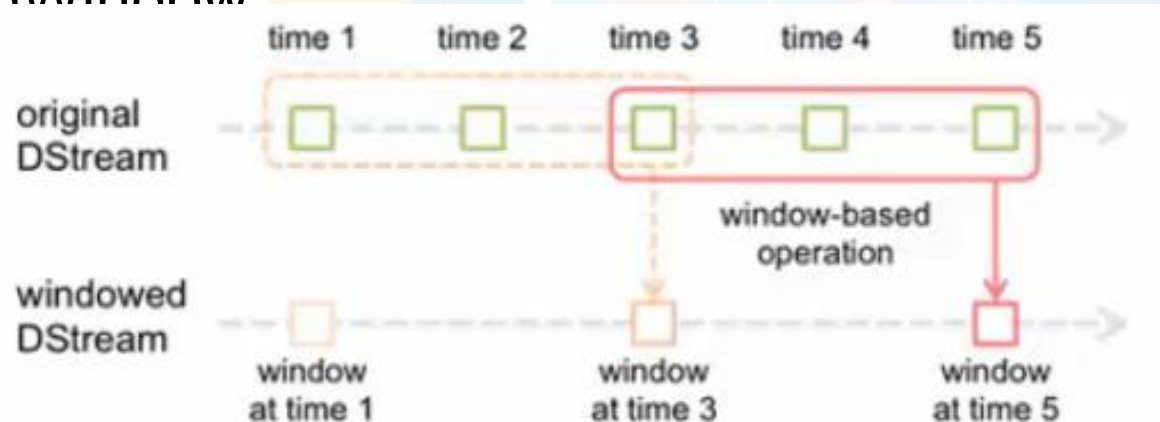 time 1 time 2 time 3 time 4 time 5
original
DStream
window-based
operation
windowed
DStream
window window window
at time 1 at time 3 at time 5